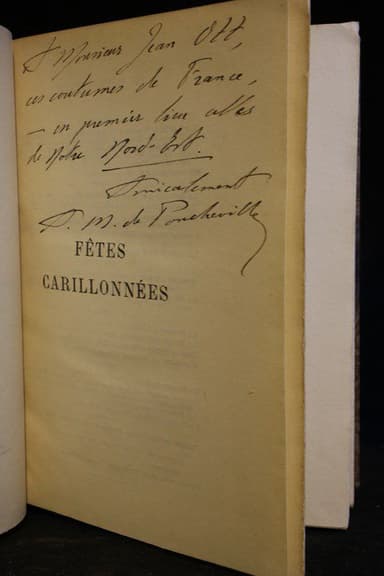 A Monsieur Jean Ott,
ces coutumes de France,
– en premier lieu celles
de Notre Nord-Est.
Amicalement
A. M. de Poncheville
FÊTES
CARILLONNÉES